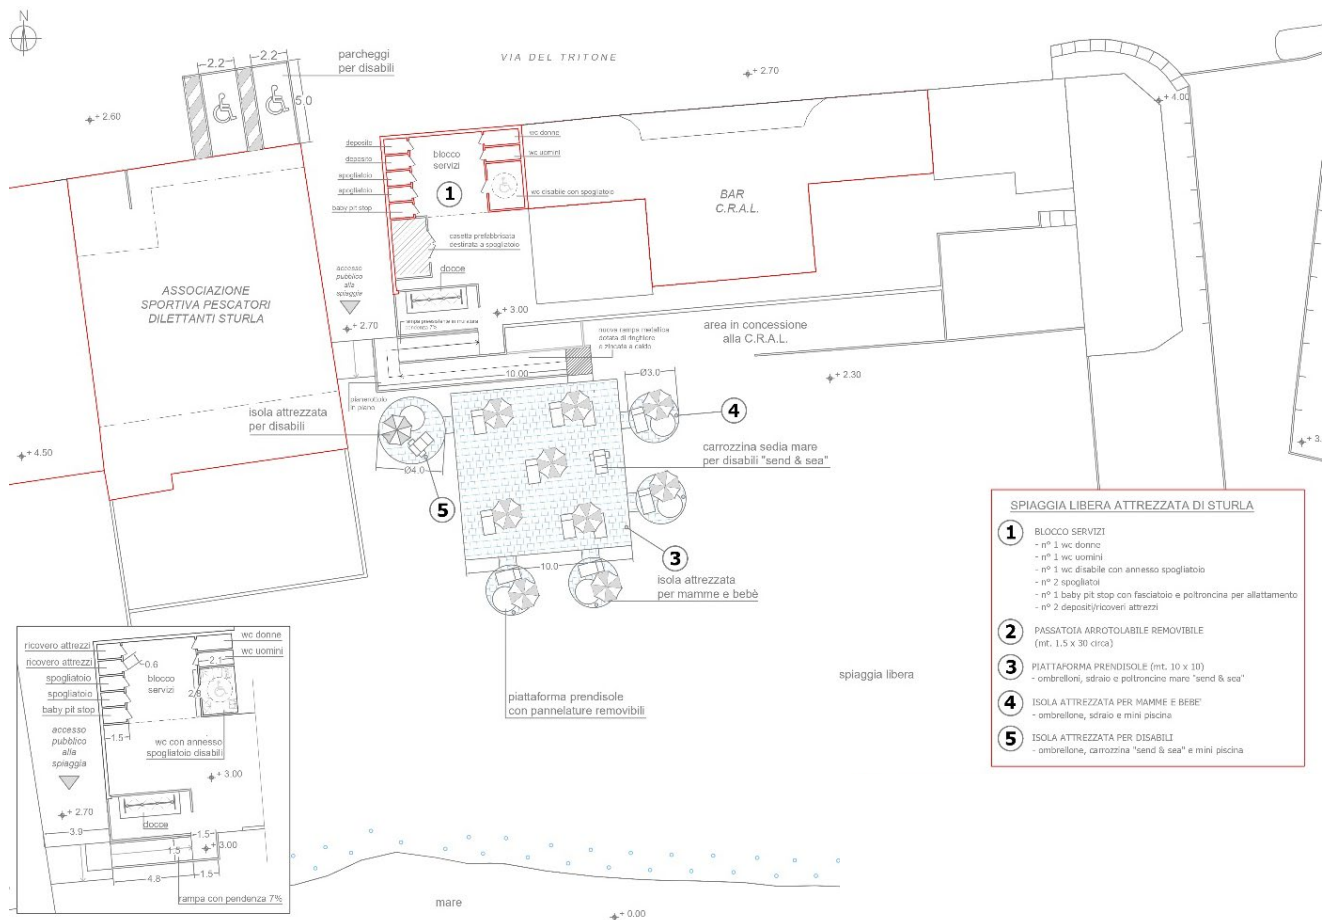 N
2.2
2.2
5.0
parcheggi
per disabili
VIA DEL TRITONE
+ 2.70
+ 4.00
+ 2.60
deposito
deposito
spogliatoio
spogliatoio
baby pit stop
blocco
servizi
1
wc donne
wc uomini
wc disabile con spogliatoio
BAR
C.R.A.L.
casetta prefabbricata
destinata a spogliatoio
docce
accesso
pubblico
alla
spiaggia
+ 2.70
+ 3.00
ASSOCIAZIONE
SPORTIVA PESCATORI
DILETTANTI STURLA
nuova rampa metallica
dotata di ringhiere
e zincata a caldo
area in concessione
alla C.R.A.L.
+ 2.30
10.00
Ø3.0
pianerottolo
in piano
isola attrezzata
per disabili
4
carrozzina sedia mare
per disabili "send & sea"
+ 4.50
Ø4.0
5
3
10.0
isola attrezzata
per mamme e bebè
piattaforma prendisole
con pannelature removibili
spiaggia libera
mare
+ 0.00
+ 3.
SPIAGGIA LIBERA ATTREZZATA DI STURLA
1 BLOCCO SERVIZI
- n° 1 wc donne
- n° 1 wc uomini
- n° 1 wc disabile con annesso spogliatoio
- n° 2 spogliatoi
- n° 1 baby pit stop con fasciatoio e poltroncina per allattamento
- n° 2 depositi/ricoveri attrezzi
2 PASSATOIA ARROTOLABILE REMOVIBILE
(mt. 1.5 x 30 circa)
3 PIATTAFORMA PRENDISOLE (mt. 10 x 10)
- ombrelloni, sdraio e poltroncine mare "send & sea"
4 ISOLA ATTREZZATA PER MAMME E BEBE'
- ombrellone, sdraio e mini piscina
5 ISOLA ATTREZZATA PER DISABILI
- ombrellone, carrozzina "send & sea" e mini piscina
ricovero attrezzi
ricovero attrezzi
spogliatoio
spogliatoio
baby pit stop
0.6
blocco
servizi
wc donne
wc uomini
2.1
1.5
wc con annesso
spogliatoio disabili
accesso
pubblico
alla
spiaggia
+ 3.00
+ 2.70
docce
3.9
1.5
1.5
+ 3.00
4.8
1.5
rampa con pendenza 7%